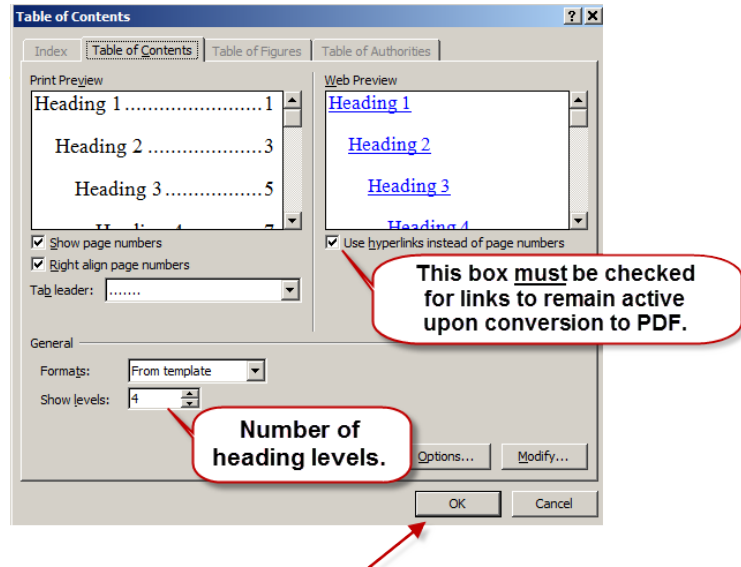 Table of Contents
Index Table of Contents Table of Figures Table of Authorities
Print Preview
Heading 1.......................1
Heading 2...................3
Heading 3................5
Web Preview
Heading 1
Heading 2
Heading 3
Heading 4
Show page numbers
Right align page numbers
Tab leader: .......
Use hyperlinks instead of page numbers
This box must be checked
for links to remain active
upon conversion to PDF.
General
Formats: From template
Show levels: 4
Number of
heading levels.
Options... Modify...
OK Cancel